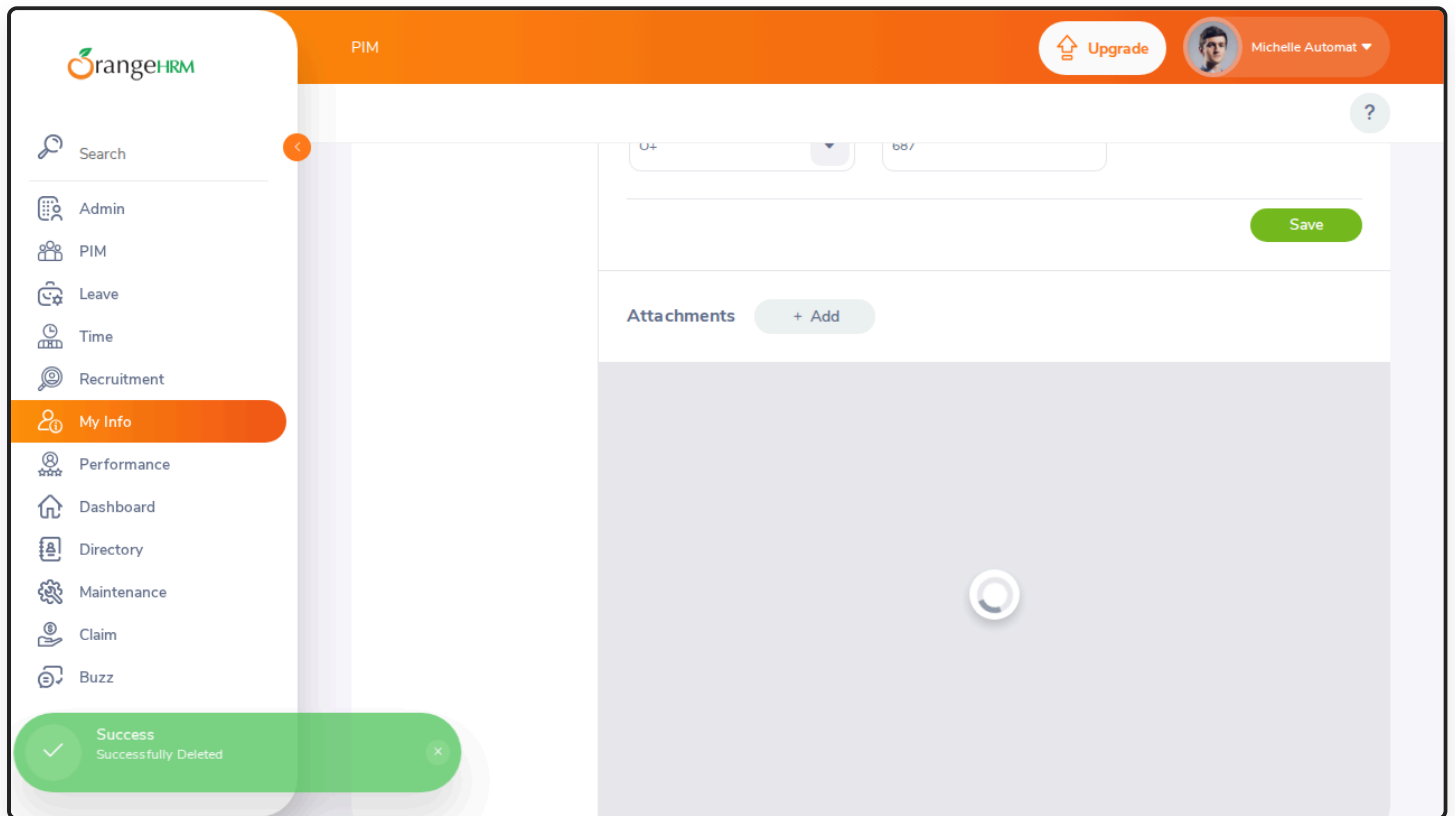 OrangeHRM
PIM
Upgrade
Michelle Automat
?
Search
Admin
PIM
Leave
Time
Recruitment
My Info
Performance
Dashboard
Directory
Maintenance
Claim
Buzz
687
Save
Attachments
+ Add
Success
Successfully Deleted